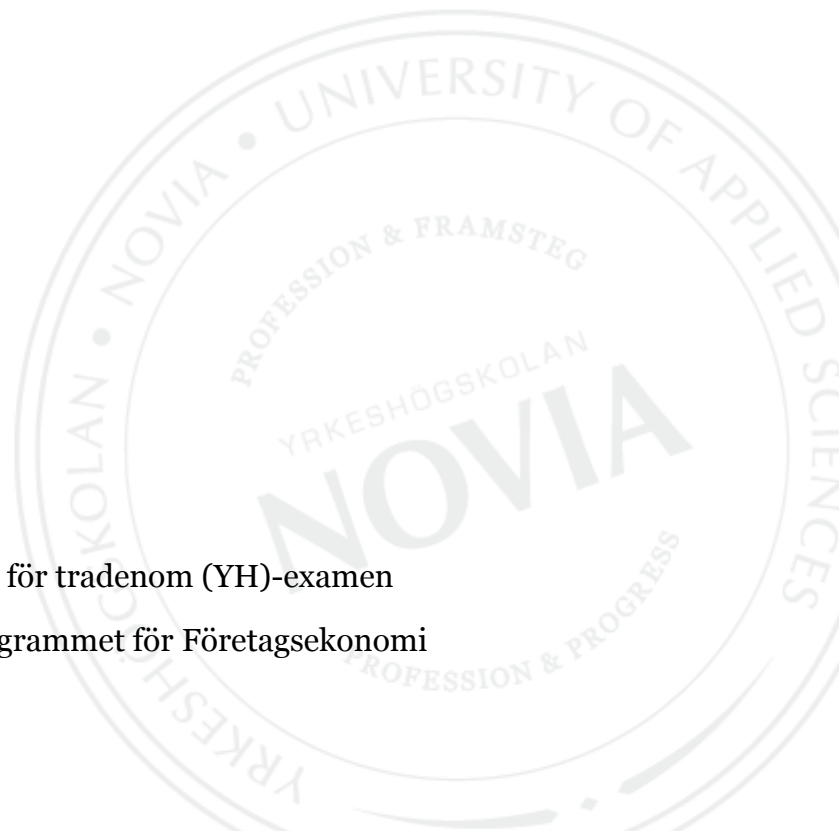 YRKESHÖGSKOLAN • NOVIA • UNIVERSITY OF APPLIED SCIENCES
PROFESSION & FRAMSTEG
YRKESHÖGSKOLAN
NOVIA
för tradenom (YH)-examen
grammet för Företagsekonomi
PROFESSION & PROGRESS